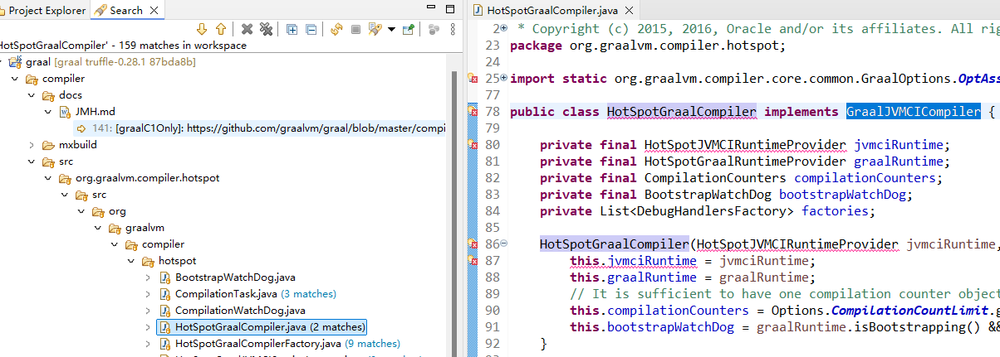 Project Explorer
Search
HotSpotGraalCompiler' - 159 matches in workspace
graal [graal truffle-0.28.1 87bda8b]
compiler
docs
JMH.md
141: [graalC1Only]: https://github.com/graalvm/graal/blob/master/compi
mxbuild
src
org.graalvm.compiler.hotspot
src
org
graalvm
compiler
hotspot
BootstrapWatchDog.java
CompilationTask.java (3 matches)
CompilationWatchDog.java
HotSpotGraalCompiler.java (2 matches)
HotSpotGraalCompilerFactory.java (9 matches)
HotSpotGraalCompiler.java
2 * Copyright (c) 2015, 2016, Oracle and/or its affiliates. All rig
23 package org.graalvm.compiler.hotspot;
24
25 import static org.graalvm.compiler.core.common.GraalOptions.OptAss
77
78 public class HotSpotGraalCompiler implements GraalJVMCICompiler {
79
80 private final HotSpotJVMCIRuntimeProvider jvmciRuntime;
81 private final HotSpotGraalRuntimeProvider graalRuntime;
82 private final CompilationCounters compilationCounters;
83 private final BootstrapWatchDog bootstrapWatchDog;
84 private List<DebugHandlersFactory> factories;
85
86 HotSpotGraalCompiler(HotSpotJVMCIRuntimeProvider jvmciRuntime,
87 this.jvmciRuntime = jvmciRuntime;
88 this.graalRuntime = graalRuntime;
89 // It is sufficient to have one compilation counter object
90 this.compilationCounters = Options.CompilationCountLimit.g
91 this.bootstrapWatchDog = graalRuntime.isBootstrapping() &&
92 }